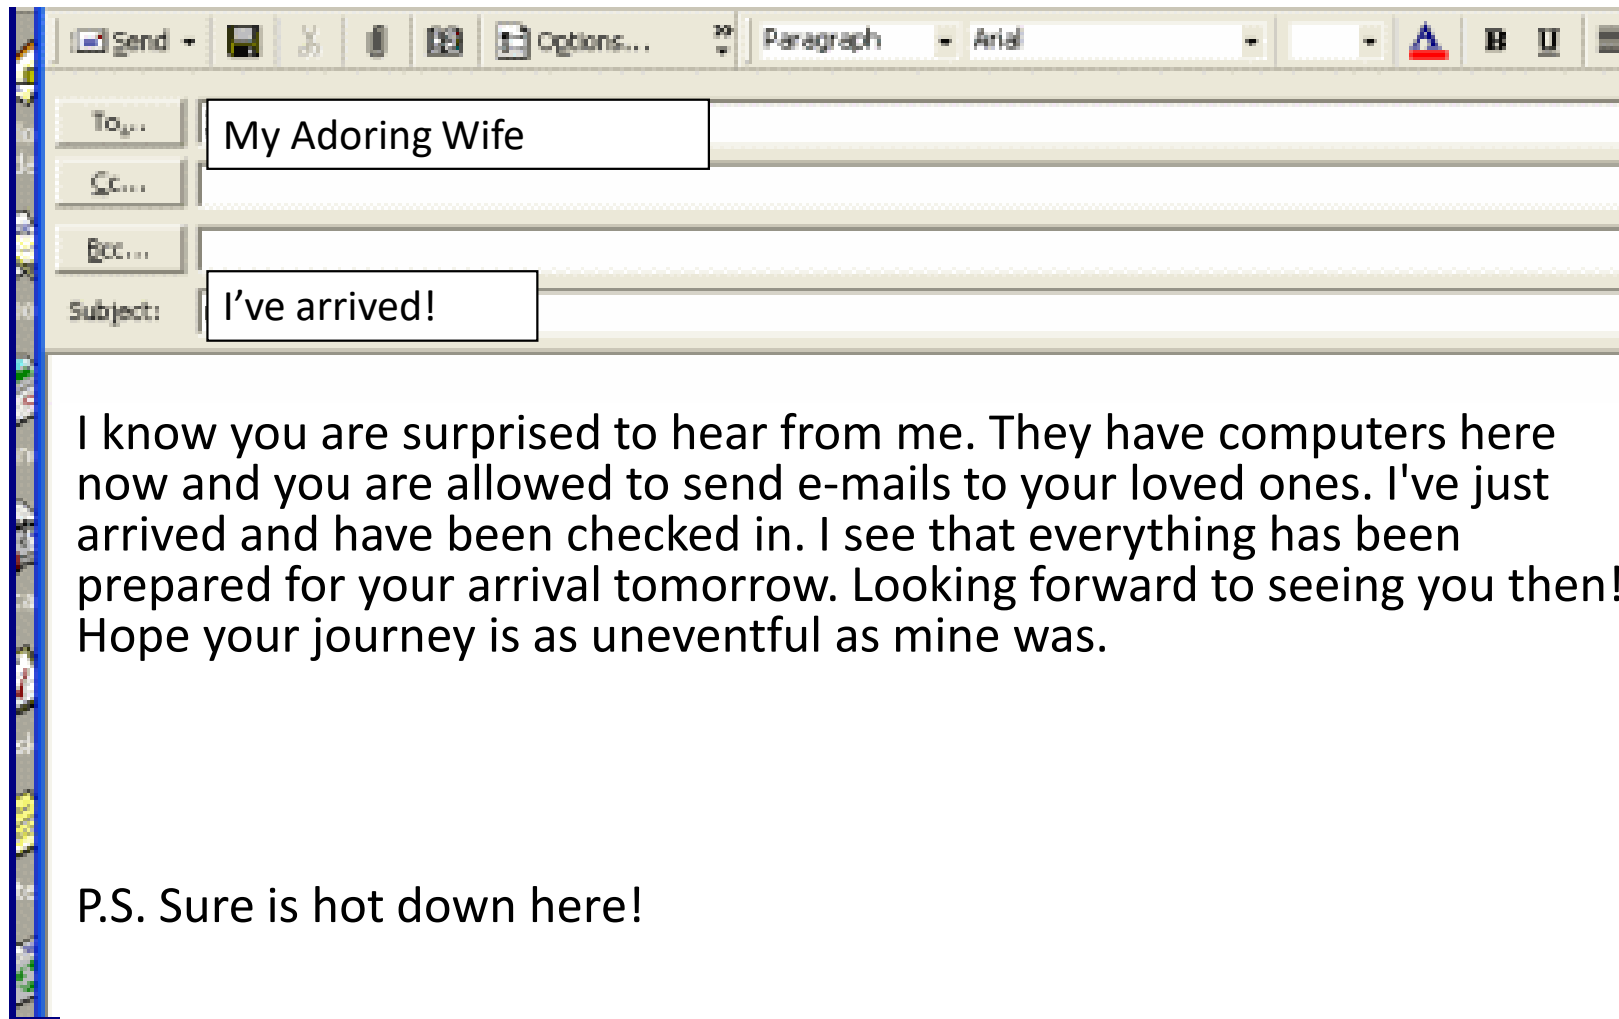 Send Options... » Paragraph Arial A B U
To... My Adoring Wife
Cc...
Bcc...
Subject: I’ve arrived!
I know you are surprised to hear from me. They have computers here
now and you are allowed to send e-mails to your loved ones. I've just
arrived and have been checked in. I see that everything has been
prepared for your arrival tomorrow. Looking forward to seeing you then!
Hope your journey is as uneventful as mine was.
P.S. Sure is hot down here!